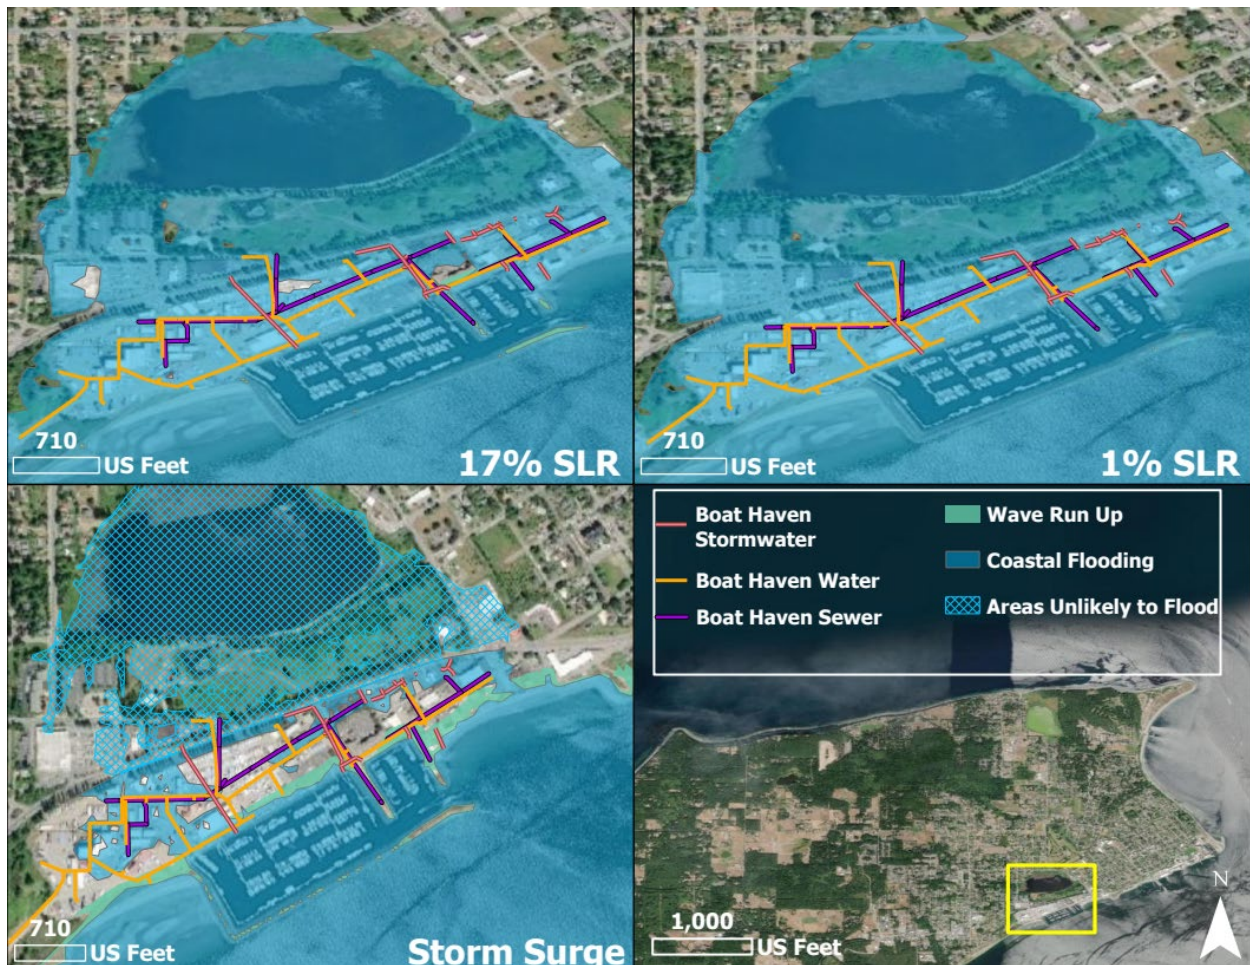 710
US Feet
17% SLR
710
US Feet
1% SLR
710
US Feet
Storm Surge
Boat Haven
Stormwater
Boat Haven Water
Boat Haven Sewer
Wave Run Up
Coastal Flooding
Areas Unlikely to Flood
1,000
US Feet
N